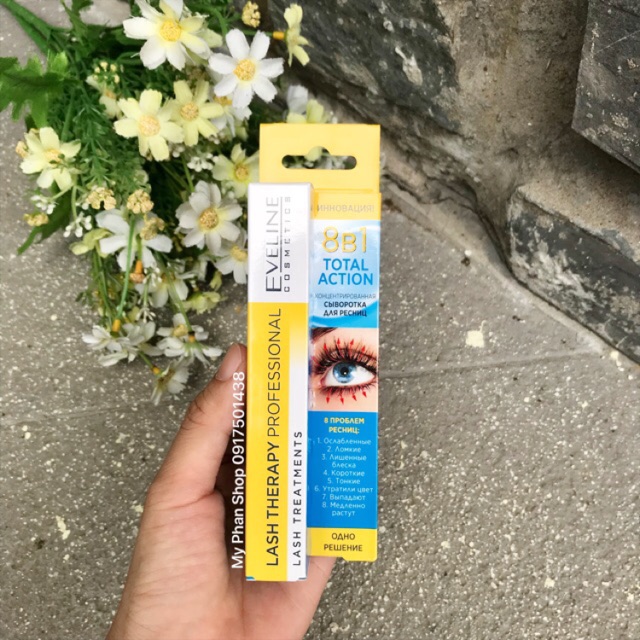 EVELINE
COSMETICS
LASH THERAPY PROFESSIONAL
LASH TREATMENTS
ИННОВАЦИЯ!
8В1
TOTAL
ACTION
КОНЦЕНТРИРОВАННАЯ
СЫВОРОТКА
ДЛЯ РЕСНИЦ
8 ПРОБЛЕМ
РЕСНИЦ:
1. Ослабленные
2. Ломкие
3. Лишенные
блеска
4. Короткие
5. Тонкие
6. Утратили цвет
7. Выпадают
8. Медленно
растут
ОДНО
РЕШЕНИЕ
My Phan Shop 0917501438